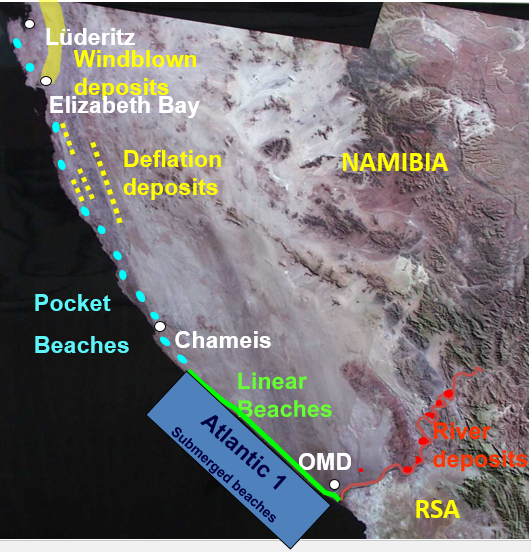 Lüderitz
Windblown
deposits
Elizabeth Bay
Deflation
deposits
NAMIBIA
Pocket
Beaches
Chameis
Linear
Beaches
Atlantic 1
Submerged beaches
OMD
River
deposits
RSA